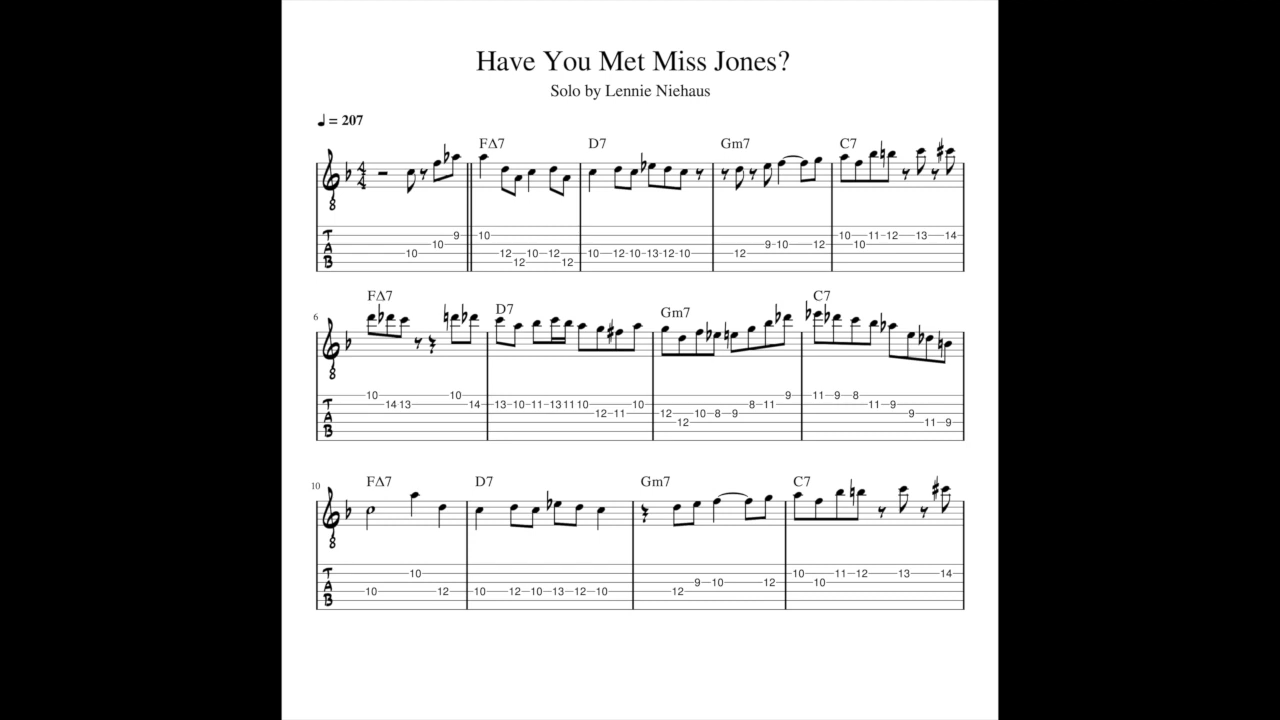 Have You Met Miss Jones?
Solo by Lennie Niehaus
♩ = 207
FΔ7 D7 Gm7 C7
4 4
8
T A B 10 10 9 10 12 12 10 12 12 10 12 10 13 12 10 12 9 10 12 10 10 11 12 13 14
FΔ7 D7 Gm7 C7
6
8
T A B 10 14 13 10 14 13 10 11 13 11 10 12 11 10 12 12 10 8 9 8 11 9 11 9 8 11 9 9 11 9
10 FΔ7 D7 Gm7 C7
8
T A B 10 10 12 10 12 10 13 12 10 12 9 10 12 10 10 11 12 13 14